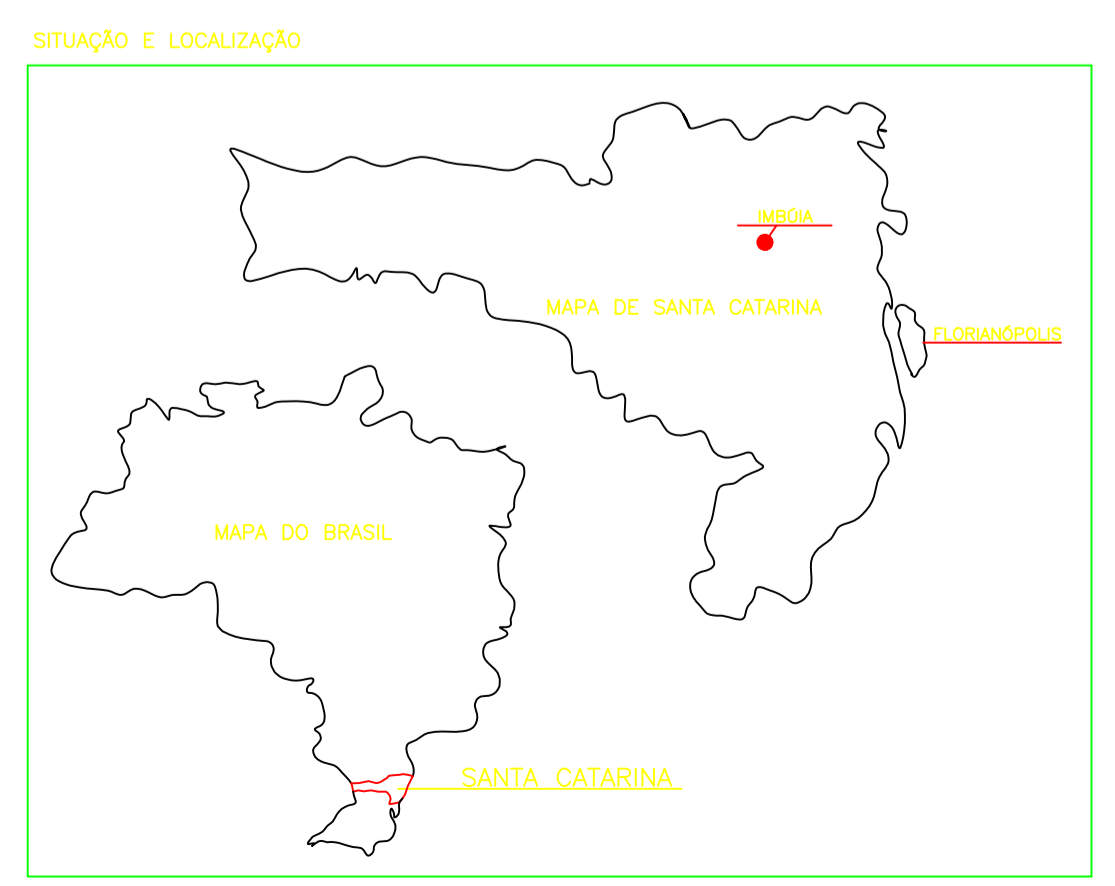 SITUAÇÃO E LOCALIZAÇÃO
IMBÚIA
MAPA DE SANTA CATARINA
FLORIANÓPOLIS
MAPA DO BRASIL
SANTA CATARINA